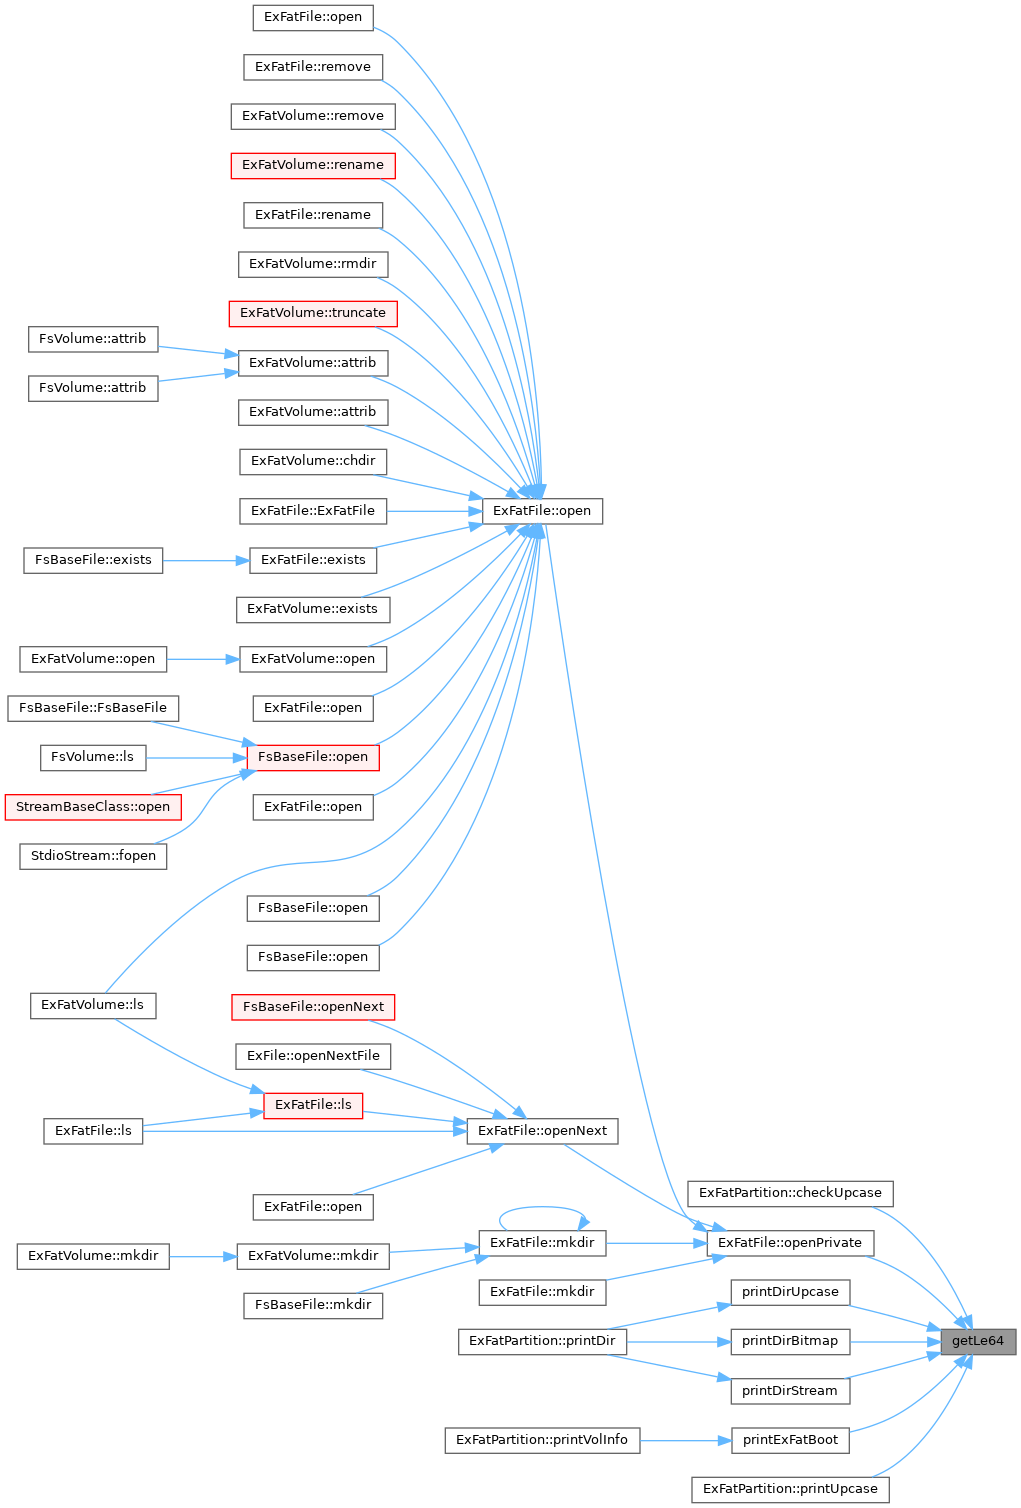 ExFatFile::open
ExFatFile::remove
ExFatVolume::remove
ExFatVolume::rename
ExFatFile::rename
ExFatVolume::rmdir
ExFatVolume::truncate
FsVolume::attrib
ExFatVolume::attrib
FsVolume::attrib
ExFatVolume::attrib
ExFatVolume::chdir
ExFatFile::ExFatFile
ExFatFile::open
FsBaseFile::exists
ExFatFile::exists
ExFatVolume::exists
ExFatVolume::open
ExFatVolume::open
FsBaseFile::FsBaseFile
ExFatFile::open
FsVolume::ls
FsBaseFile::open
StreamBaseClass::open
ExFatFile::open
StdioStream::fopen
FsBaseFile::open
FsBaseFile::open
ExFatVolume::ls
FsBaseFile::openNext
ExFile::openNextFile
ExFatFile::ls
ExFatFile::ls
ExFatFile::openNext
ExFatFile::open
ExFatPartition::checkUpcase
ExFatVolume::mkdir
ExFatVolume::mkdir
ExFatFile::mkdir
ExFatFile::openPrivate
FsBaseFile::mkdir
ExFatFile::mkdir
printDirUpcase
ExFatPartition::printDir
printDirBitmap
getLe64
printDirStream
ExFatPartition::printVolInfo
printExFatBoot
ExFatPartition::printUpcase